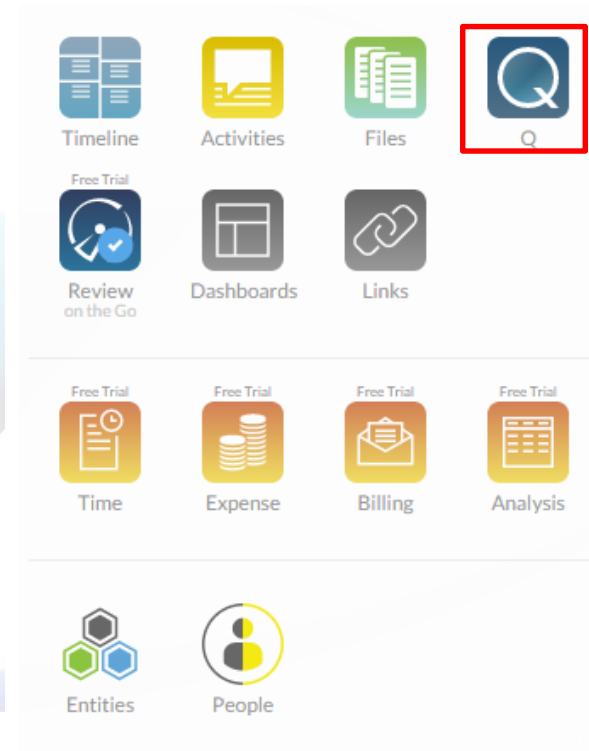 Timeline Activities Files Q
Free Trial
Review Dashboards Links
on the Go
Free Trial Free Trial Free Trial Free Trial
Time Expense Billing Analysis
Entities People